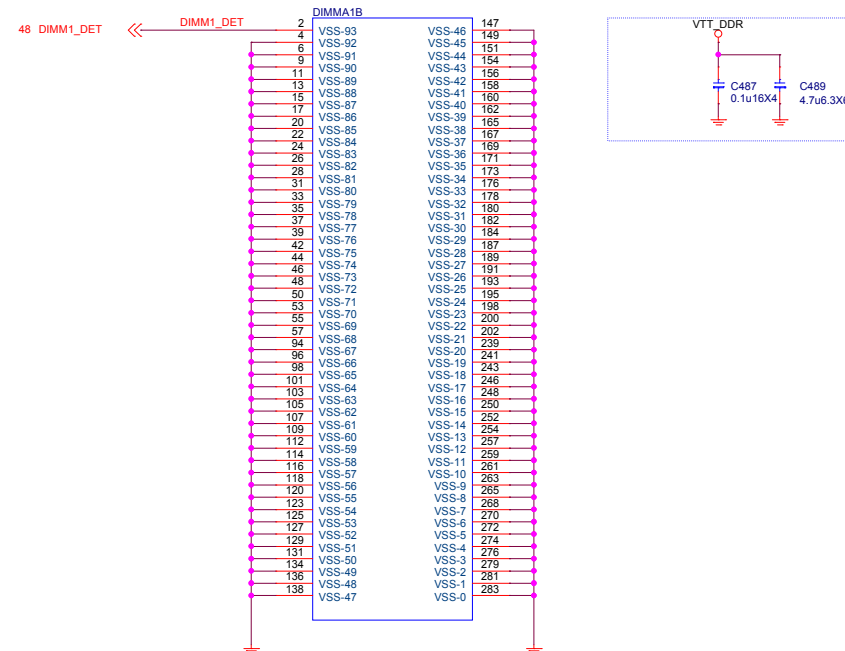 DIMMA1B
48 DIMM1_DET
DIMM1_DET
2 VSS-93 VSS-46 147
4 VSS-92 VSS-45 149
6 VSS-91 VSS-44 151
9 VSS-90 VSS-43 154
11 VSS-89 VSS-42 156
13 VSS-88 VSS-41 158
15 VSS-87 VSS-40 160
17 VSS-86 VSS-39 162
20 VSS-85 VSS-38 165
22 VSS-84 VSS-37 167
24 VSS-83 VSS-36 169
26 VSS-82 VSS-35 171
28 VSS-81 VSS-34 173
31 VSS-80 VSS-33 176
33 VSS-79 VSS-32 178
35 VSS-78 VSS-31 180
37 VSS-77 VSS-30 182
39 VSS-76 VSS-29 184
42 VSS-75 VSS-28 187
44 VSS-74 VSS-27 189
46 VSS-73 VSS-26 191
48 VSS-72 VSS-25 193
50 VSS-71 VSS-24 195
53 VSS-70 VSS-23 198
55 VSS-69 VSS-22 200
57 VSS-68 VSS-21 202
94 VSS-67 VSS-20 239
96 VSS-66 VSS-19 241
98 VSS-65 VSS-18 243
101 VSS-64 VSS-17 246
103 VSS-63 VSS-16 248
105 VSS-62 VSS-15 250
107 VSS-61 VSS-14 252
109 VSS-60 VSS-13 254
112 VSS-59 VSS-12 257
114 VSS-58 VSS-11 259
116 VSS-57 VSS-10 261
118 VSS-56 VSS-9 263
120 VSS-55 VSS-8 265
123 VSS-54 VSS-7 268
125 VSS-53 VSS-6 270
127 VSS-52 VSS-5 272
129 VSS-51 VSS-4 274
131 VSS-50 VSS-3 276
134 VSS-49 VSS-2 279
136 VSS-48 VSS-1 281
138 VSS-47 VSS-0 283
VTT_DDR
C487
0.1u16X4
C489
4.7u6.3X6